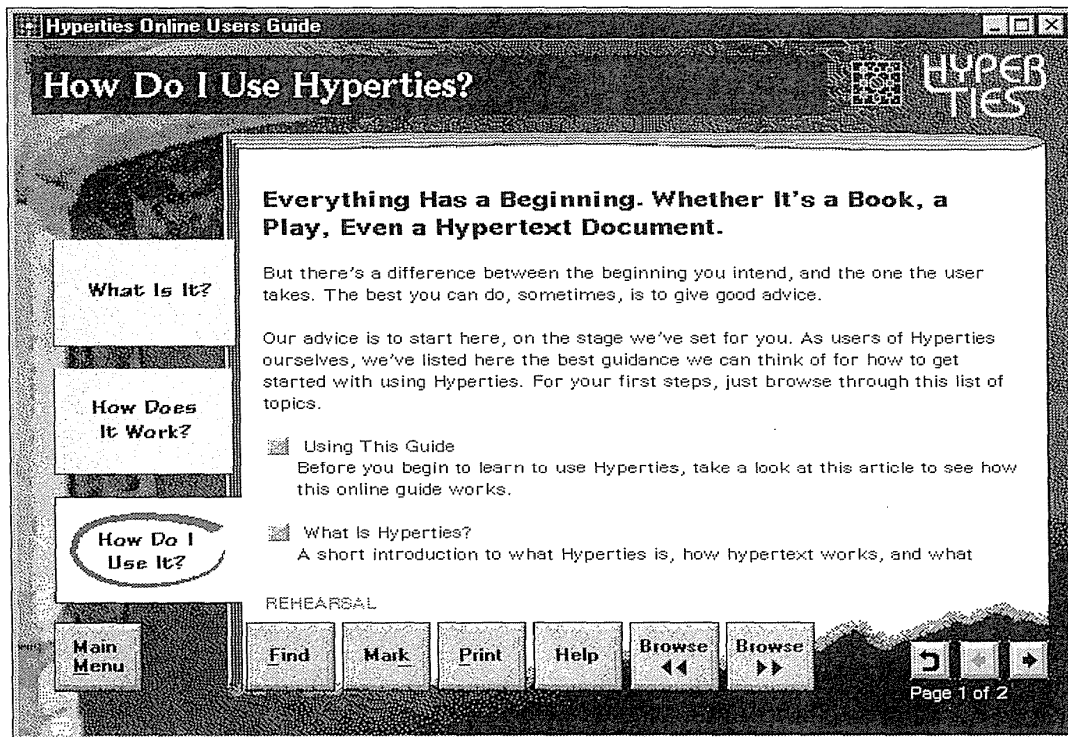 Hyperties Online Users Guide
How Do I Use Hyperties?
HYPER
TIES
Everything Has a Beginning. Whether It's a Book, a
Play, Even a Hypertext Document.
But there's a difference between the beginning you intend, and the one the user
takes. The best you can do, sometimes, is to give good advice.
Our advice is to start here, on the stage we've set for you. As users of Hyperties
ourselves, we've listed here the best guidance we can think of for how to get
started with using Hyperties. For your first steps, just browse through this list of
topics.
Using This Guide
Before you begin to learn to use Hyperties, take a look at this article to see how
this online guide works.
What Is Hyperties?
A short introduction to what Hyperties is, how hypertext works, and what
REHEARSAL
What Is It?
How Does
It Work?
How Do I
Use It?
Main
Menu
Find
Mark
Print
Help
Browse
Browse
Page 1 of 2